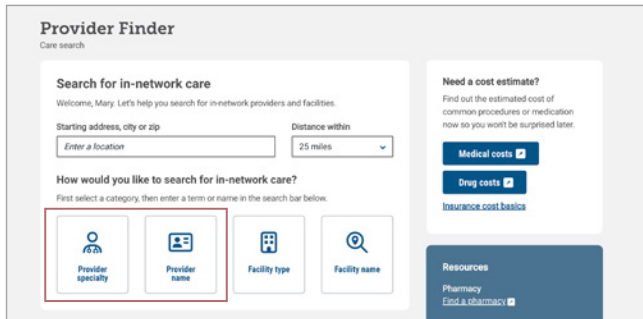 Provider Finder
Care search
Search for in-network care
Welcome, Mary. Let's help you search for in-network providers and facilities.
Starting address, city or zip
Distance within
Enter a location
25 miles
How would you like to search for in-network care?
First select a category, then enter a term or name in the search bar below.
Provider
specialty
Provider
name
Facility type
Facility name
Need a cost estimate?
Find out the estimated cost of
common procedures or medication
now so you won't be surprised later.
Medical costs
Drug costs
Insurance cost basics
Resources
Pharmacy
Find a pharmacy